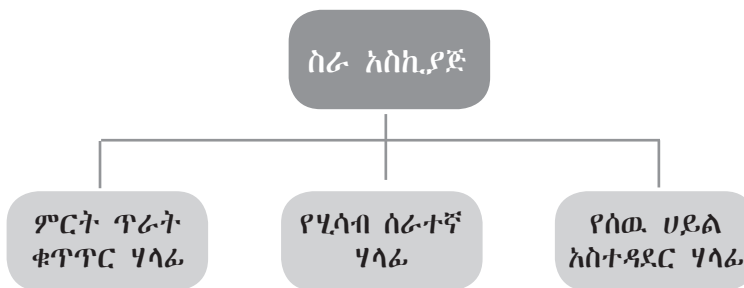 ስራ አስኪያጅ
ምርት ጥራት
ቁጥጥር ሃላፊ
የሂሳብ ሰራተኛ
ሃላፊ
የሰዉ ሀይል
አስተዳደር ሃላፊ